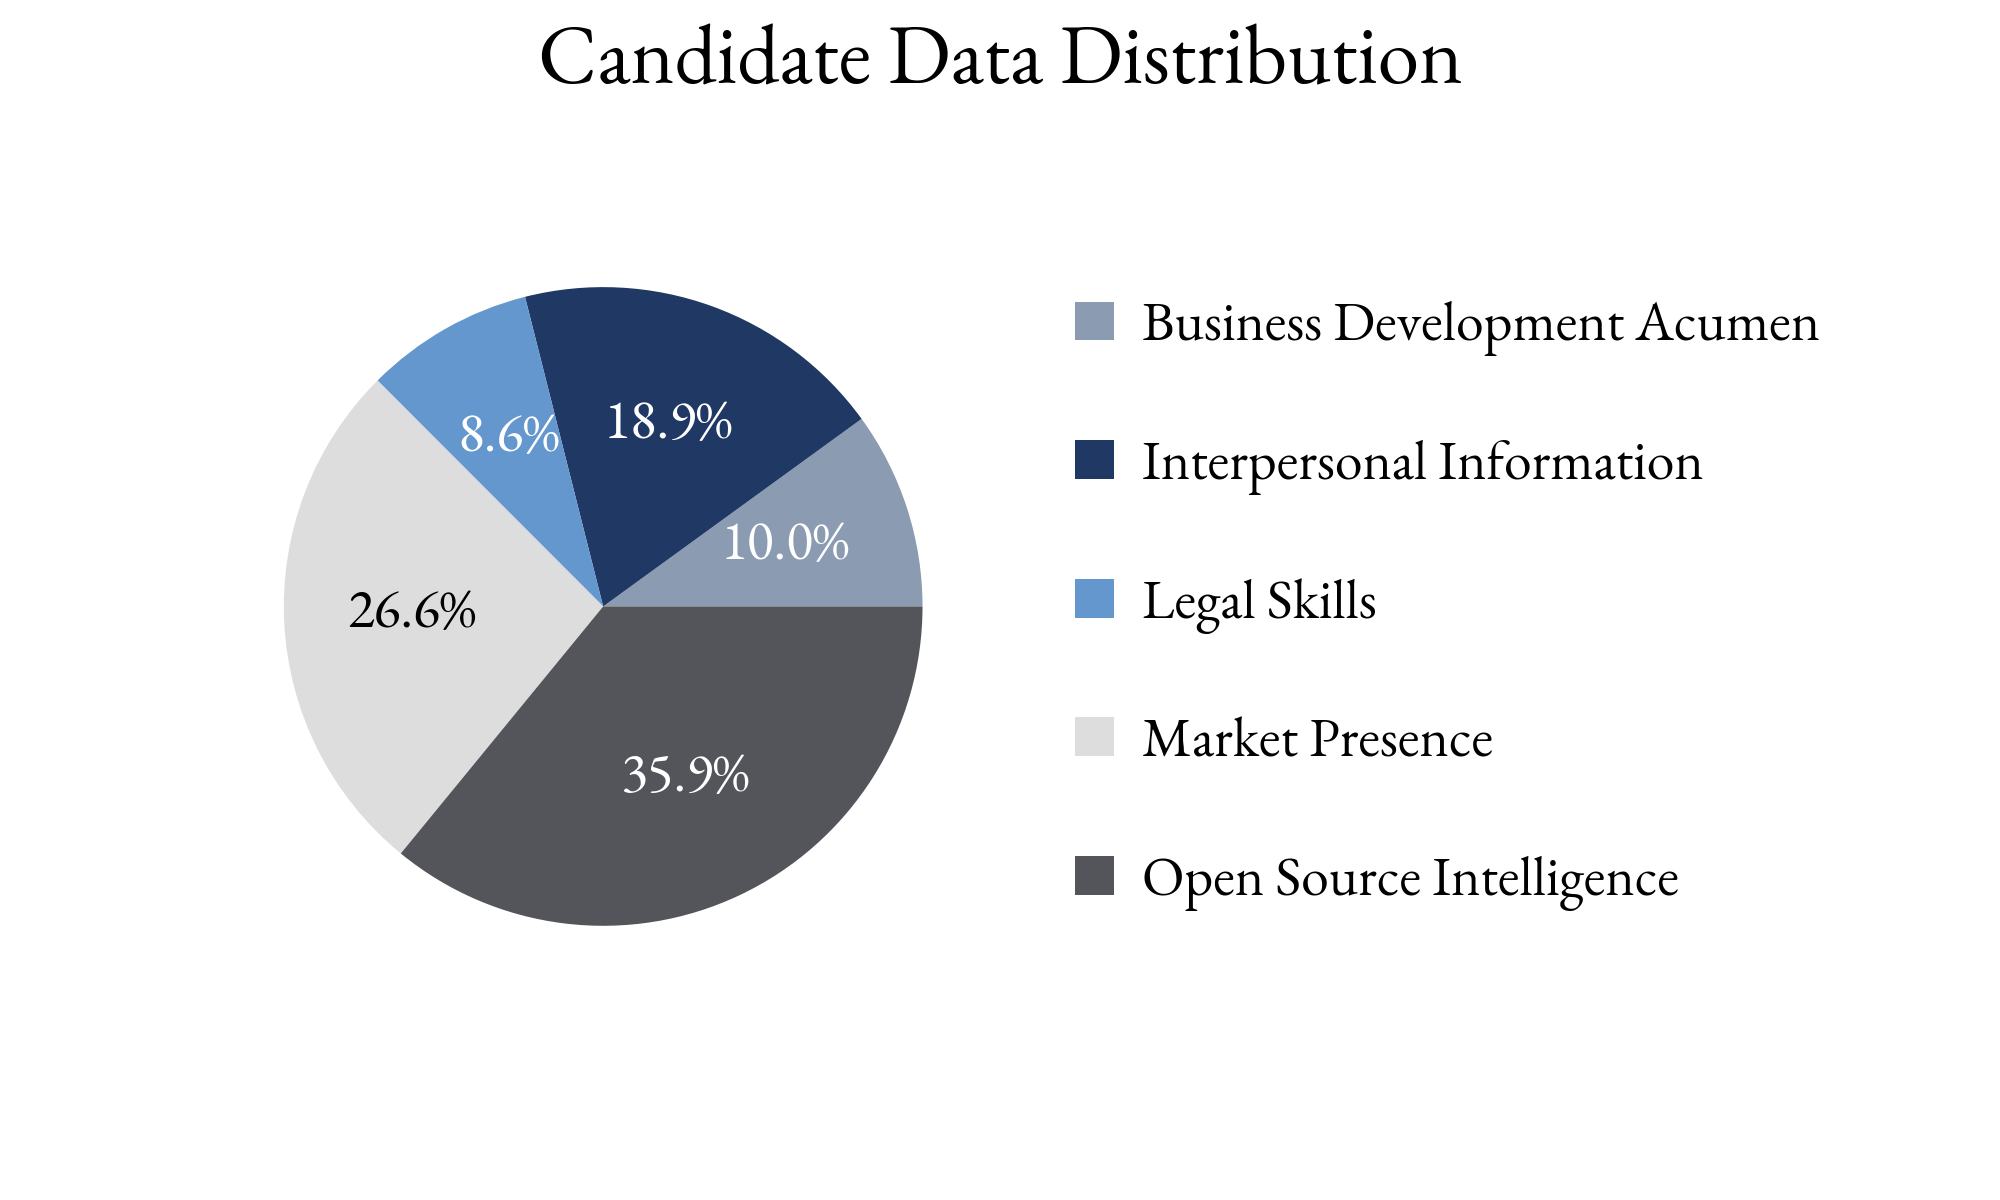 Candidate Data Distribution
18.9%
8.6%
10.0%
26.6%
35.9%
Business Development Acumen
Interpersonal Information
Legal Skills
Market Presence
Open Source Intelligence